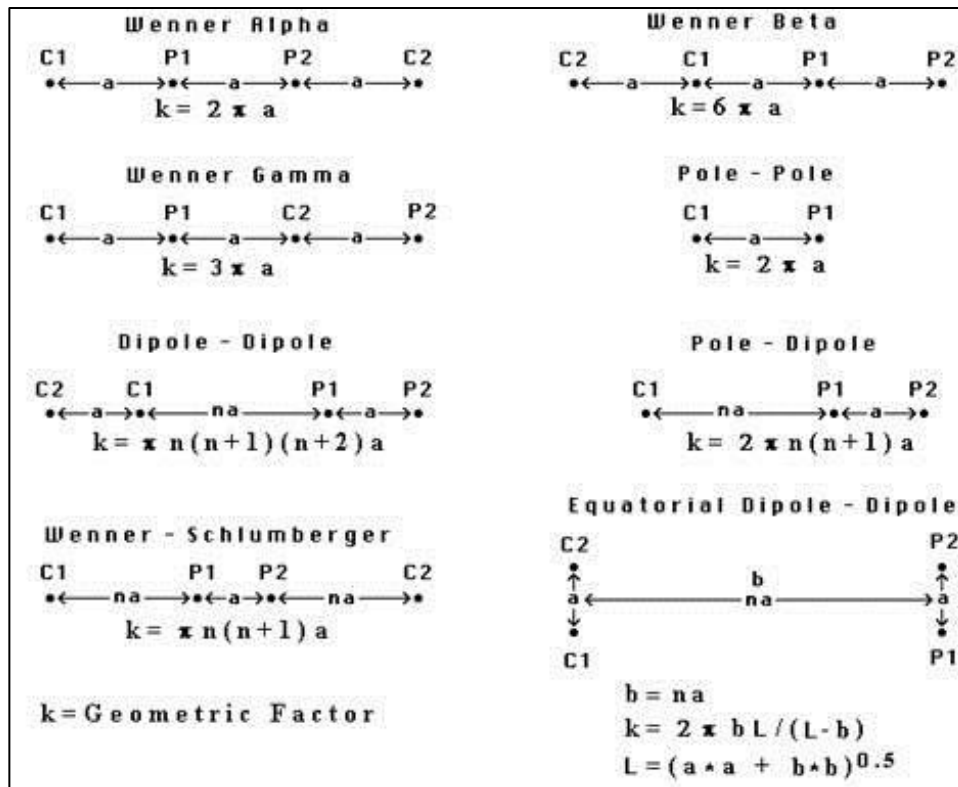 Wenner Alpha
C1 P1 P2 C2
a a a
k = 2 π a
Wenner Beta
C2 C1 P1 P2
a a a
k=6 π a
Wenner Gamma
C1 P1 C2 P2
a a a
k = 3 π a
Pole - Pole
C1 P1
a
k = 2 π a
Dipole - Dipole
C2 C1 P1 P2
a na a
k = π n(n+1)(n+2)a
Pole - Dipole
C1 P1 P2
na a
k = 2 π n(n+1)a
Wenner - Schlumberger
C1 P1 P2 C2
na a na
k = π n(n+1)a
k=Geometric Factor
Equatorial Dipole - Dipole
C2 P2
b
a na a
C1 P1
b = na
k = 2 π b L/(L-b)
L=(a*a + b*b)0.5